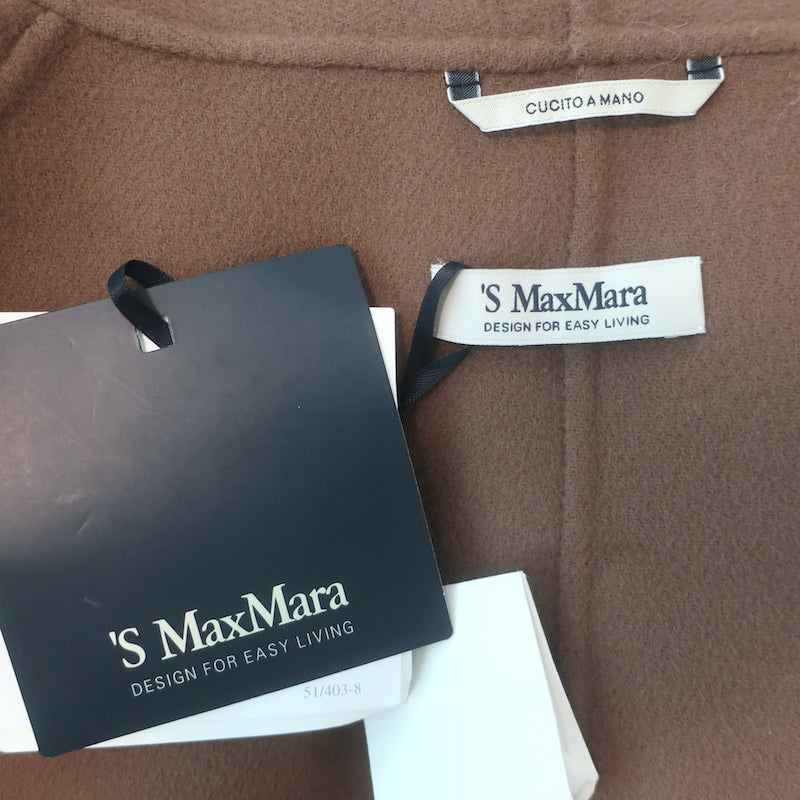 CUCITO A MANO
'S MaxMara
DESIGN FOR EASY LIVING
'S MaxMara
DESIGN FOR EASY LIVING
51/403-8